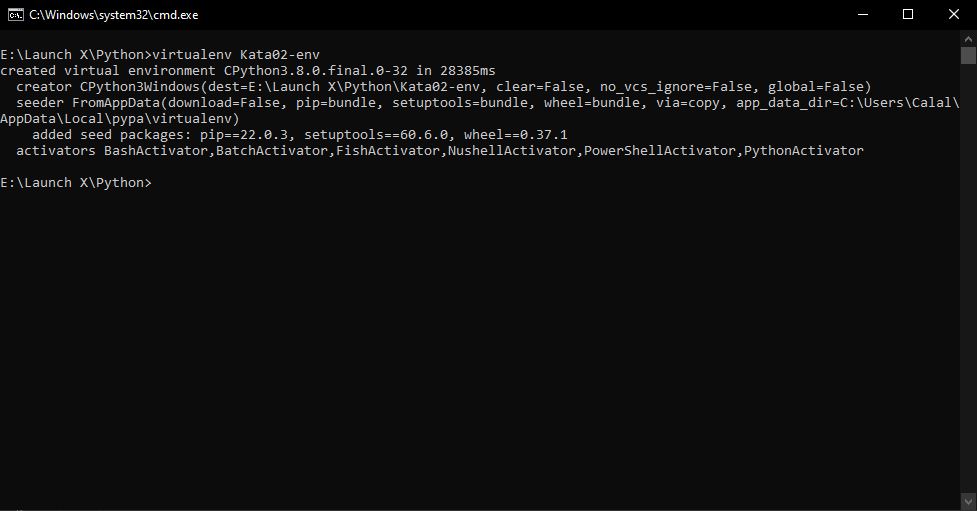 C:\Windows\system32\cmd.exe
E:\Launch X\Python>virtualenv Kata02-env
created virtual environment CPython3.8.0.final.0-32 in 28385ms
  creator CPython3Windows(dest=E:\Launch X\Python\Kata02-env, clear=False, no_vcs_ignore=False, global=False)
  seeder FromAppData(download=False, pip=bundle, setuptools=bundle, wheel=bundle, via=copy, app_data_dir=C:\Users\Calal\
AppData\Local\pypa\virtualenv)
    added seed packages: pip==22.0.3, setuptools==60.6.0, wheel==0.37.1
  activators BashActivator,BatchActivator,FishActivator,NushellActivator,PowerShellActivator,PythonActivator
E:\Launch X\Python>